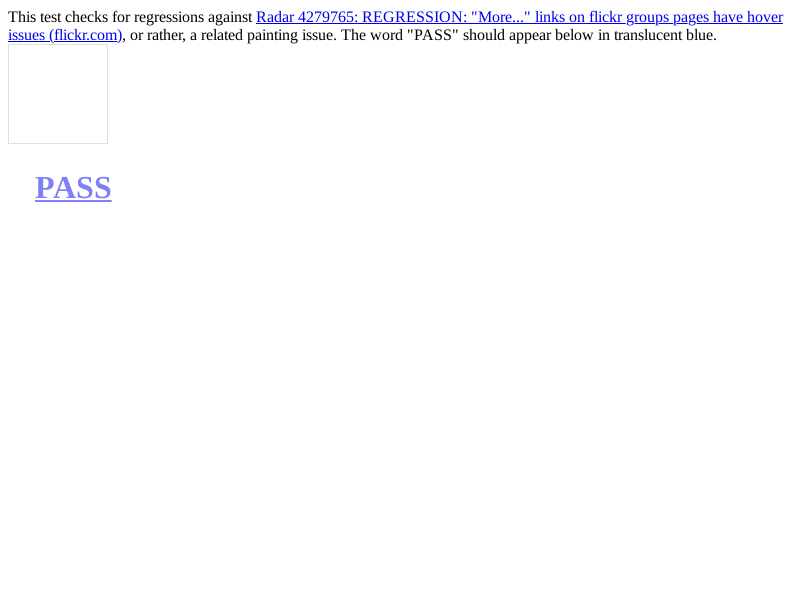 This test checks for regressions against Radar 4279765: REGRESSION: "More..." links on flickr groups pages have hover
issues (flickr.com), or rather, a related painting issue. The word "PASS" should appear below in translucent blue.
PASS